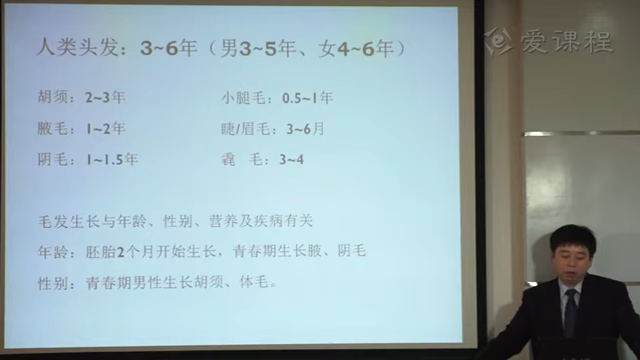 人类头发：3~6年（男3~5年、女4~6年）
胡须：2~3年
小腿毛：0.5~1年
腋毛：1~2年
睫/眉毛：3~6月
阴毛：1~1.5年
毳 毛：3~4
毛发生长与年龄、性别、营养及疾病有关
年龄：胚胎2个月开始生长，青春期生长腋、阴毛
性别：青春期男性生长胡须、体毛。
爱课程